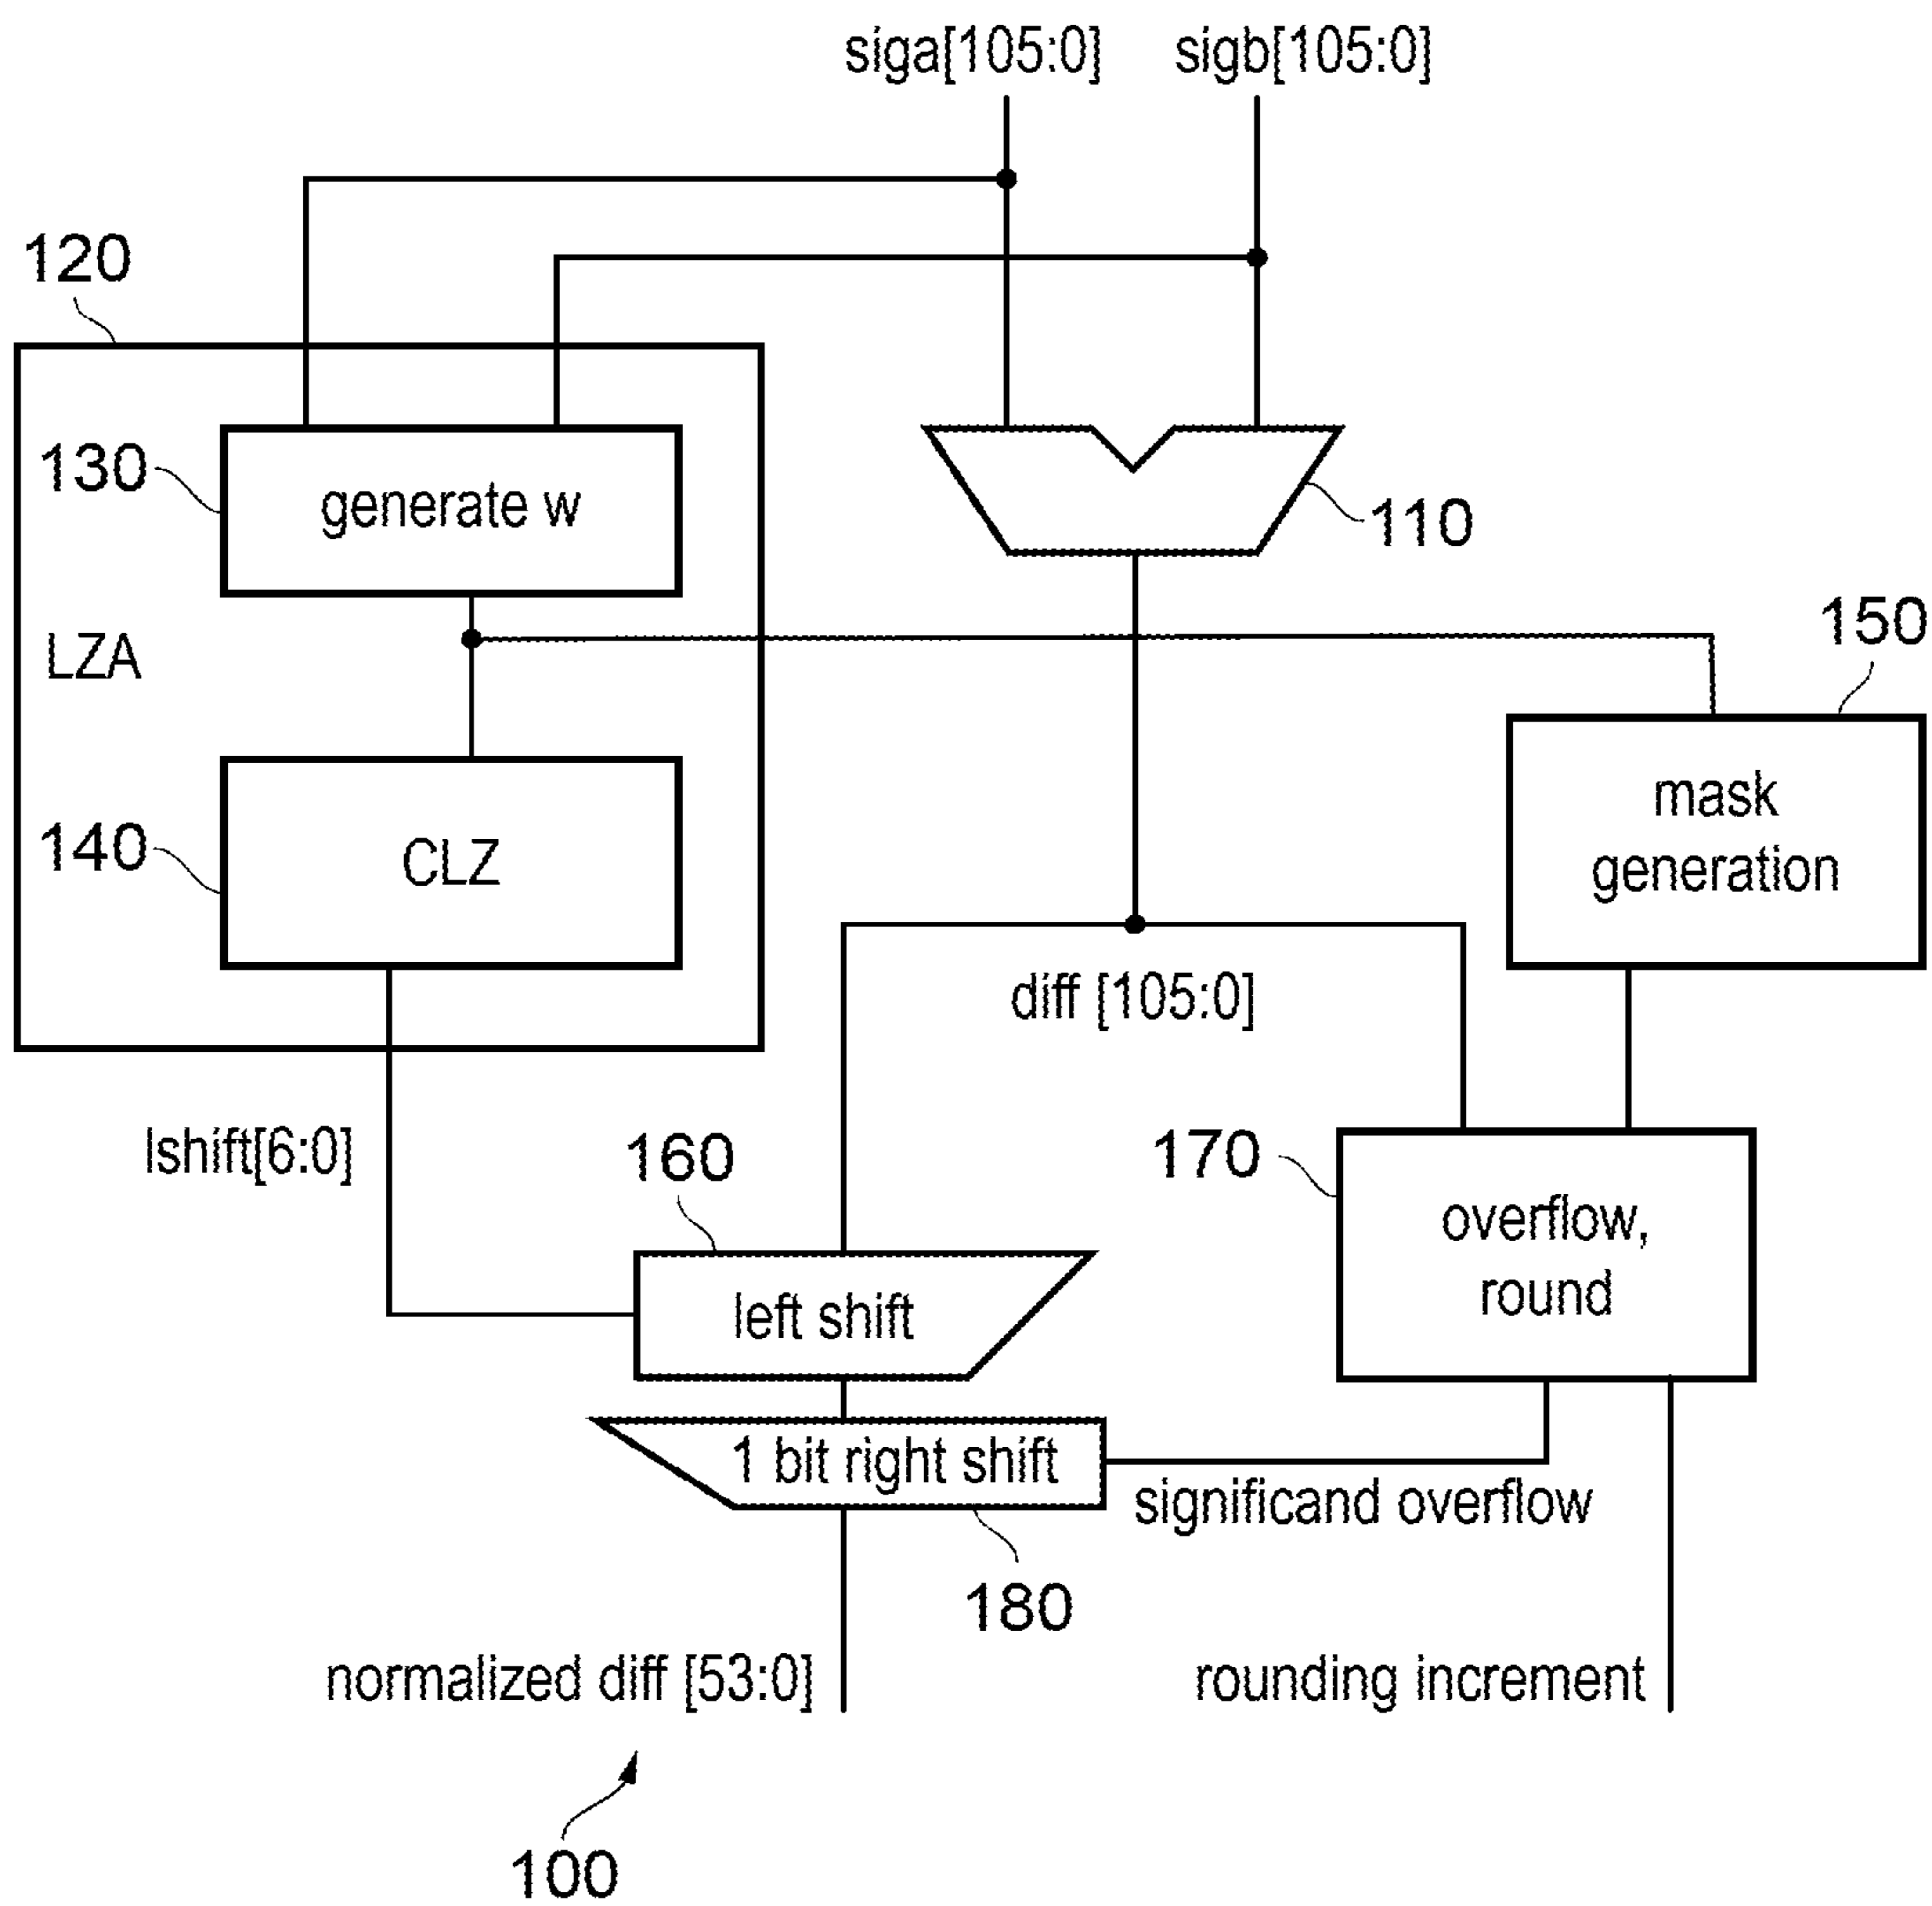 siga[105:0] sigb[105:0]
120
130
generate w
110
150
LZA
mask
generation
140
CLZ
diff [105:0]
lshift[6:0]
160
170
overflow,
round
left shift
1 bit right shift
significand overflow
180
normalized diff [53:0]
rounding increment
100